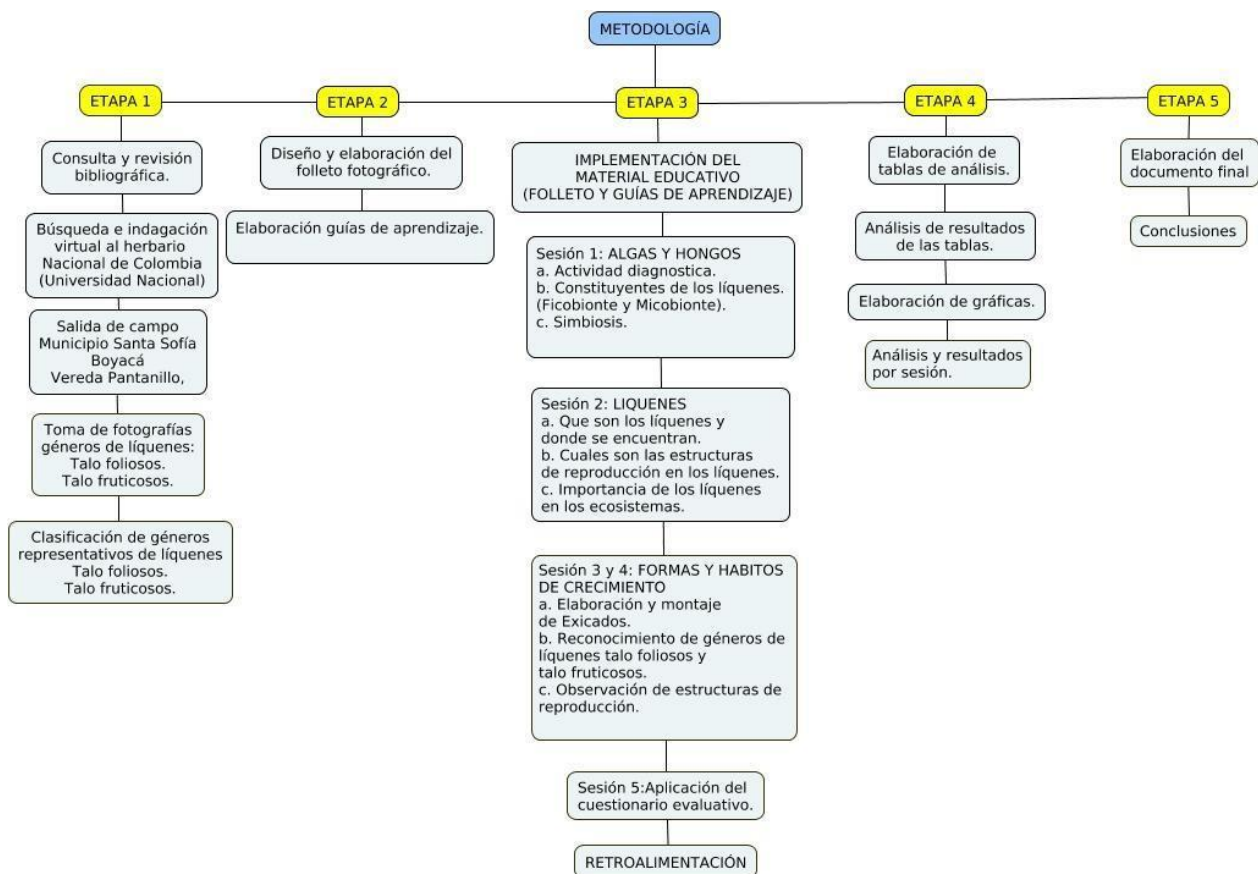 METODOLOGÍA
ETAPA 1
Consulta y revisión
bibliográfica.
Búsqueda e indagación
virtual al herbario
Nacional de Colombia
(Universidad Nacional)
Salida de campo
Municipio Santa Sofía
Boyacá
Vereda Pantanillo,
Toma de fotografías
géneros de líquenes:
Talo foliosos.
Talo fruticosos.
Clasificación de géneros
representativos de líquenes
Talo foliosos.
Talo fruticosos.
ETAPA 2
Diseño y elaboración del
folleto fotográfico.
Elaboración guías de aprendizaje.
ETAPA 3
IMPLEMENTACIÓN DEL
MATERIAL EDUCATIVO
(FOLLETO Y GUÍAS DE APRENDIZAJE)
Sesión 1: ALGAS Y HONGOS
a. Actividad diagnostica.
b. Constituyentes de los líquenes.
(Ficobionte y Micobionte).
c. Simbiosis.
Sesión 2: LIQUENES
a. Que son los líquenes y
donde se encuentran.
b. Cuales son las estructuras
de reproducción en los líquenes.
c. Importancia de los líquenes
en los ecosistemas.
Sesión 3 y 4: FORMAS Y HABITOS
DE CRECIMIENTO
a. Elaboración y montaje
de Exicados.
b. Reconocimiento de géneros de
líquenes talo foliosos y
talo fruticosos.
c. Observación de estructuras de
reproducción.
Sesión 5:Aplicación del
cuestionario evaluativo.
RETROALIMENTACIÓN
ETAPA 4
Elaboración de
tablas de análisis.
Análisis de resultados
de las tablas.
Elaboración de gráficas.
Análisis y resultados
por sesión.
ETAPA 5
Elaboración del
documento final
Conclusiones